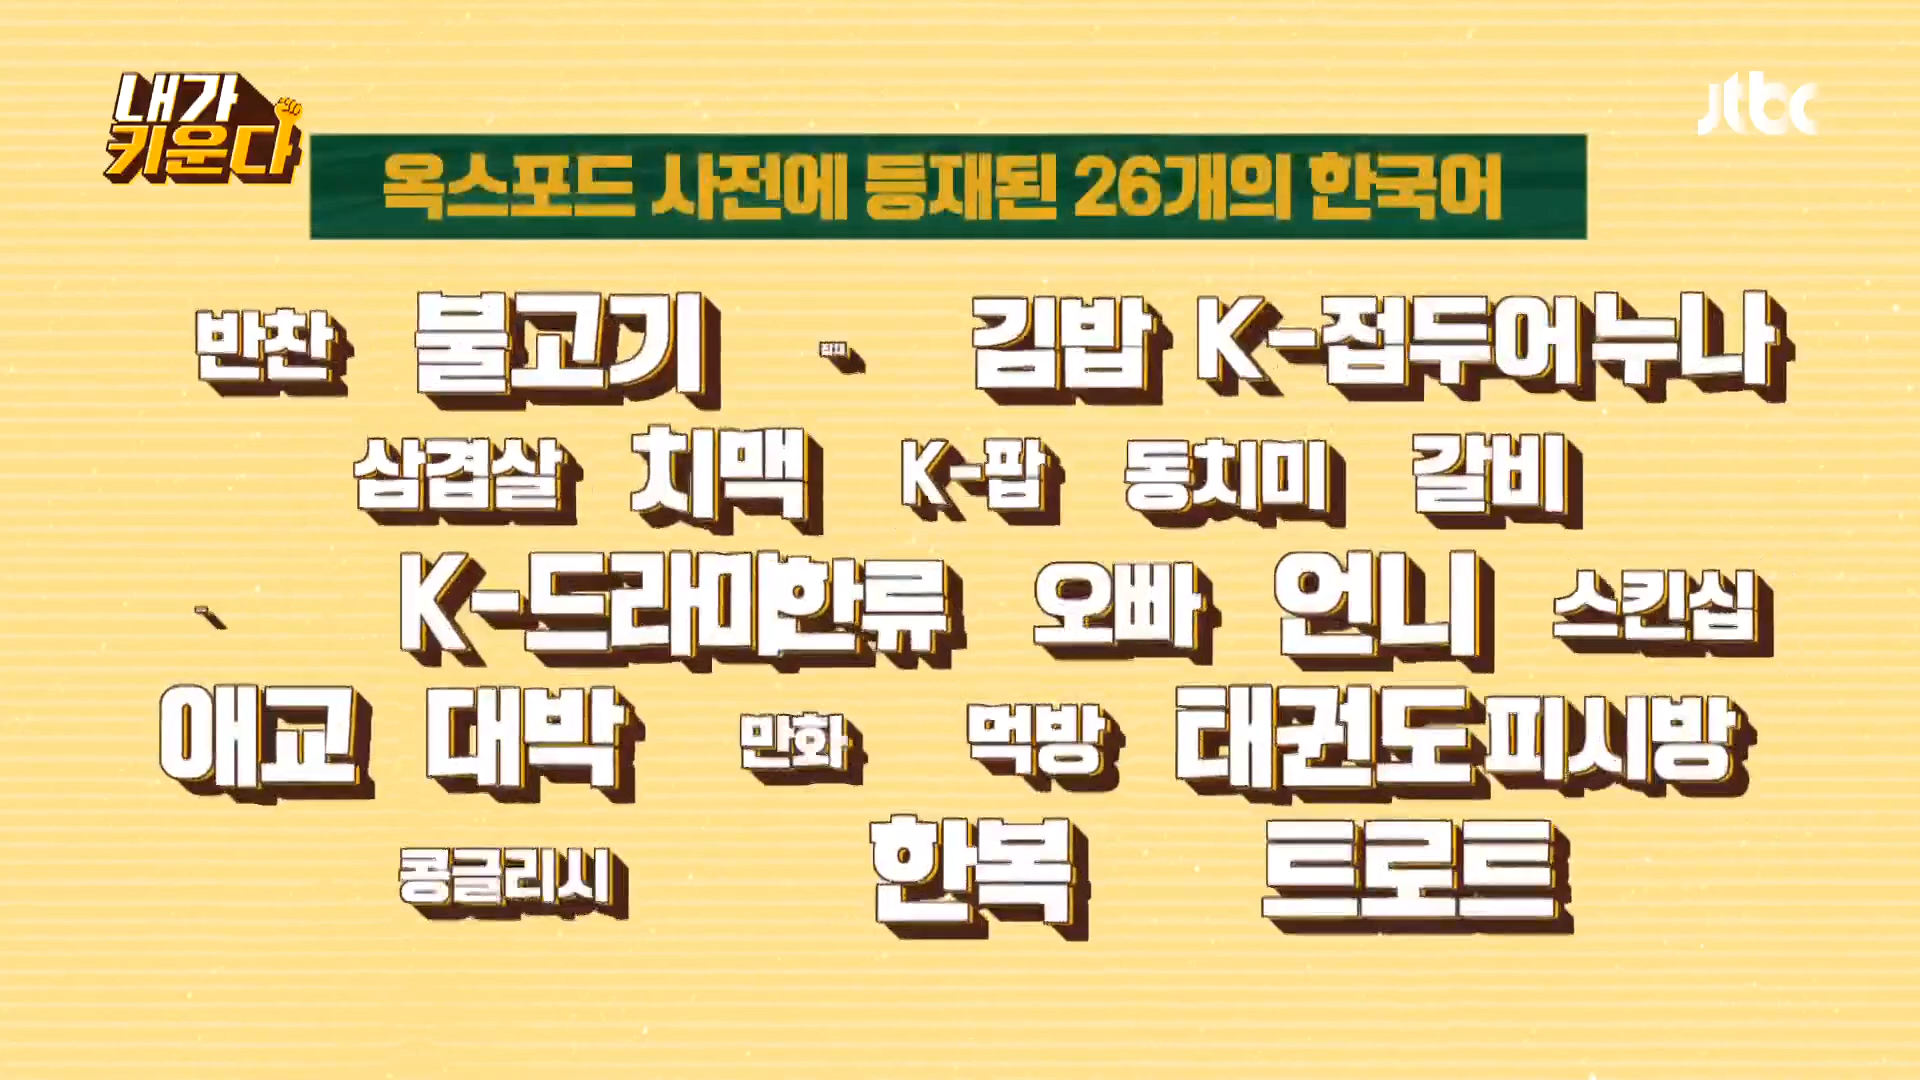 내가
키운다
jtbc
옥스포드 사전에 등재된 26개의 한국어
반찬 불고기 김밥 K-접두어 누나
삼겹살 치맥 K-팝 동치미 갈비
K-드라마 한류 오빠 언니 스킨십
애교 대박 만화 먹방 태권도 피시방
콩글리시 한복 트로트